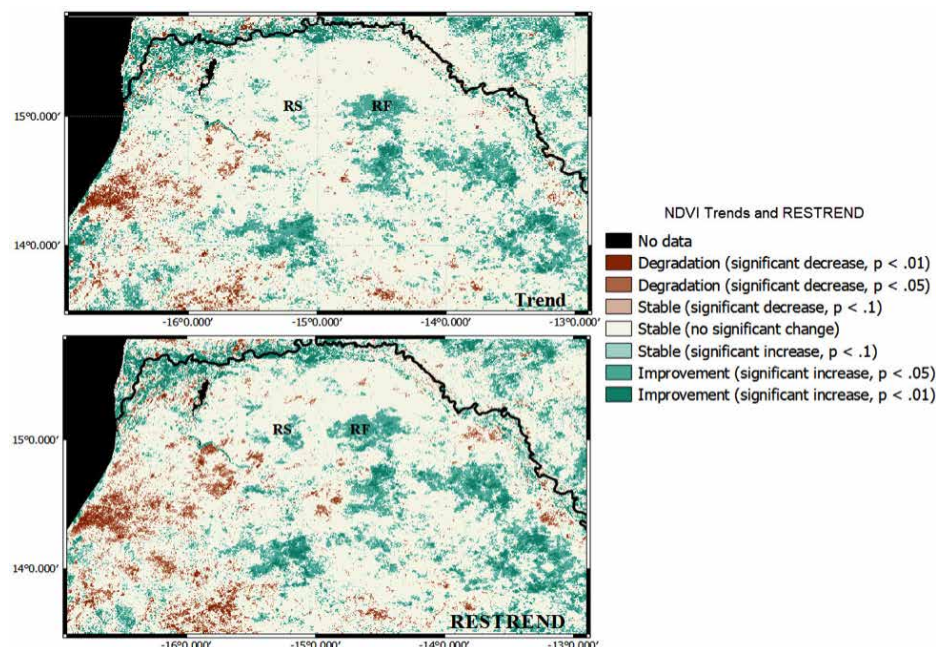 RS
RF
15°0.000′
14°0.000′
Trend
-16°0.000′
-15°0.000′
-14°0.000′
-13°0.000′
RS
RF
15°0.000′
14°0.000′
RESTREND
-16°0.000′
-15°0.000′
-14°0.000′
-13°0.000′
NDVI Trends and RESTREND
No data
Degradation (significant decrease, p < .01)
Degradation (significant decrease, p < .05)
Stable (significant decrease, p < .1)
Stable (no significant change)
Stable (significant increase, p < .1)
Improvement (significant increase, p < .05)
Improvement (significant increase, p < .01)